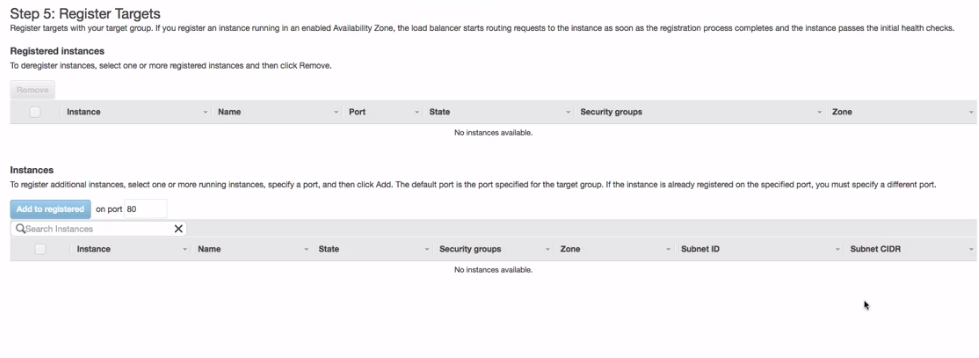 Step 5: Register Targets
Register targets with your target group. If you register an instance running in an enabled Availability Zone, the load balancer starts routing requests to the instance as soon as the registration process completes and the instance passes the initial health checks.
Registered instances
To deregister instances, select one or more registered instances and then click Remove.
Remove
Instance Name Port State Security groups Zone
No instances available.
Instances
To register additional instances, select one or more running instances, specify a port, and then click Add. The default port is the port specified for the target group. If the instance is already registered on the specified port, you must specify a different port.
Add to registered on port 80
Search Instances
Instance Name State Security groups Zone Subnet ID Subnet CIDR
No instances available.